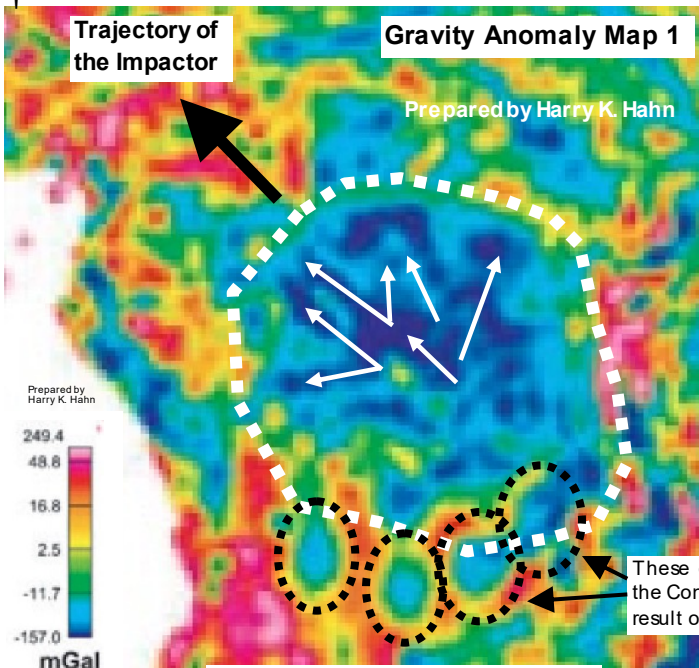 Trajectory of
the Impactor
Gravity Anomaly Map 1
Prepared by Harry K. Hahn
Prepared by
Harry K. Hahn
249.4
48.8
16.8
2.5
-11.7
-157.0
mGal
These
the Con
result o